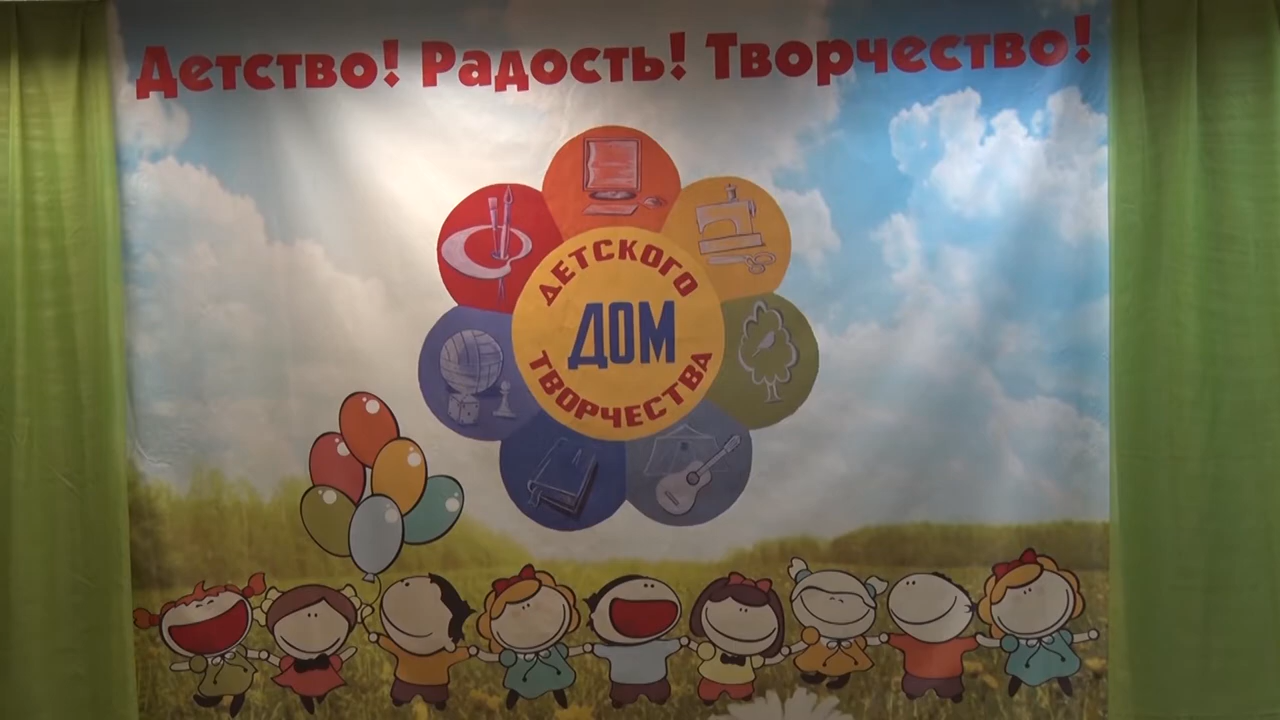 Детство! Радость! Творчество!
ДЕТСКОГО
ДОМ
ТВОРЧЕСТВА